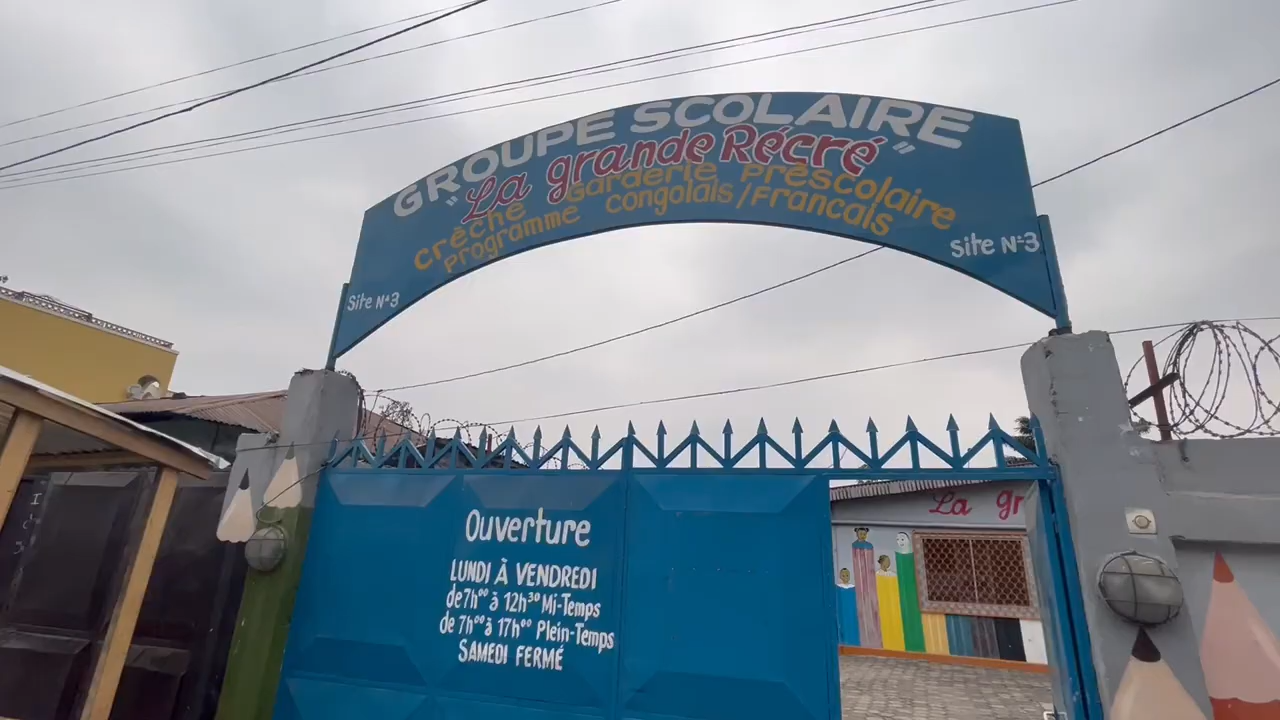 GROUPE SCOLAIRE
"La grande Récré"
crèche Garderie Préscolaire
Programme congolais/Francais
Site N°3
Site N°3
Ouverture
LUNDI À VENDREDI
de 7h⁰⁰ à 12h³⁰ Mi-Temps
de 7h⁰⁰ à 17h⁰⁰ Plein-Temps
SAMEDI FERMÉ
La gr